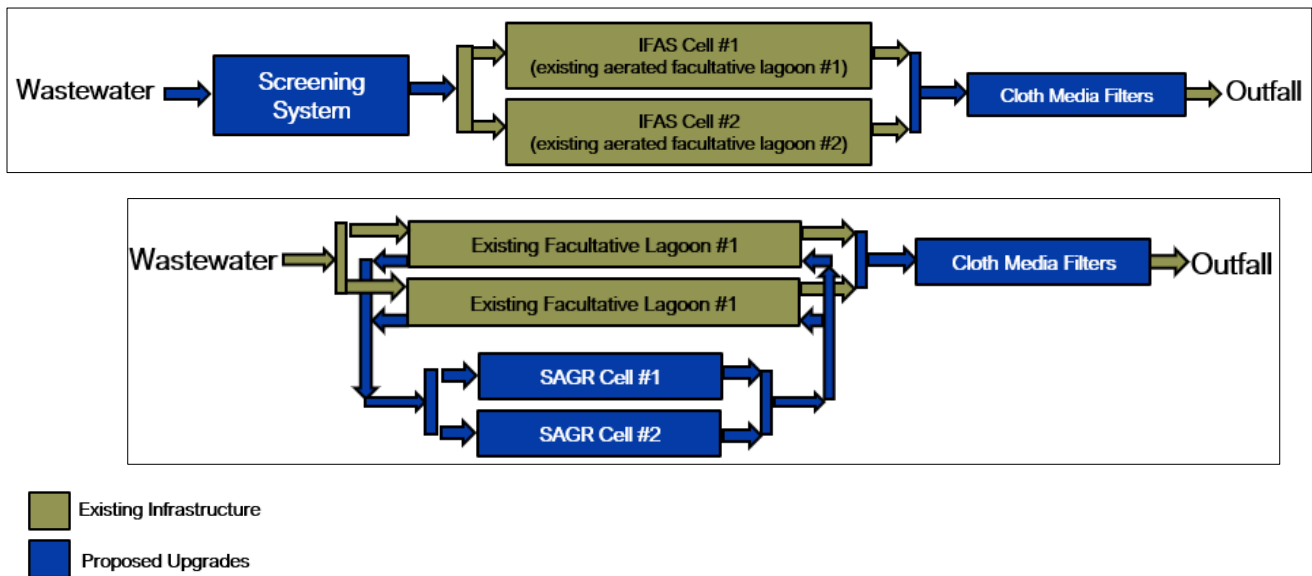 Wastewater
Screening
System
IFAS Cell #1
(existing aerated facultative lagoon #1)
IFAS Cell #2
(existing aerated facultative lagoon #2)
Cloth Media Filters
Outfall
Wastewater
Existing Facultative Lagoon #1
Existing Facultative Lagoon #1
SAGR Cell #1
SAGR Cell #2
Cloth Media Filters
Outfall
Existing Infrastructure
Proposed Upgrades